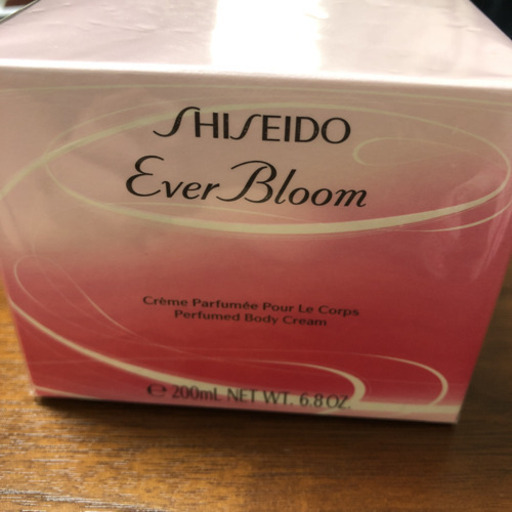 SHISEIDO
Ever Bloom
Crème Parfumée Pour Le Corps
Perfumed Body Cream
℮ 200mL NET WT. 6.8 OZ.